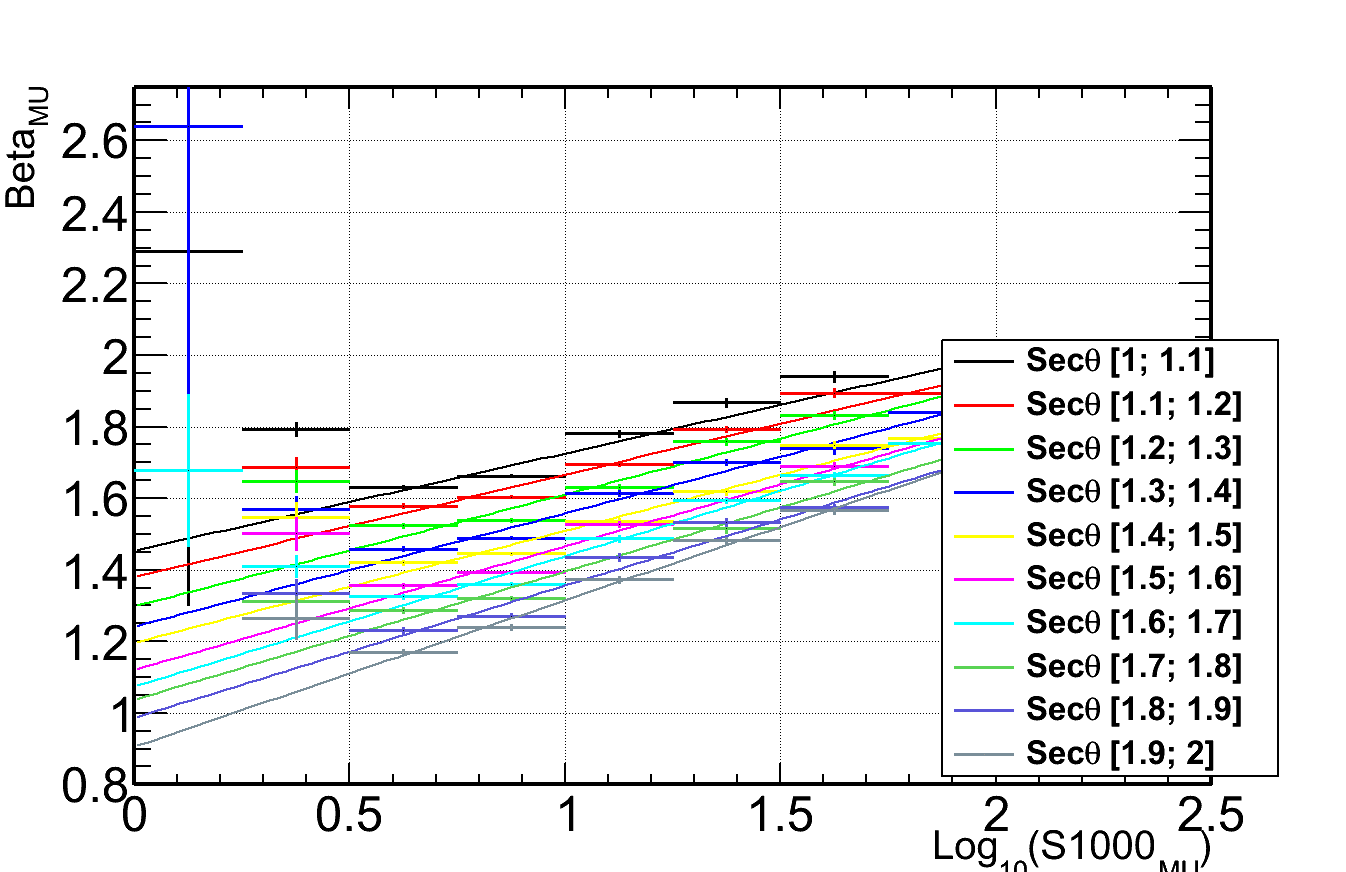 Beta_MU
2.6
2.4
2.2
2
1.8
1.6
1.4
1.2
1
0.8
Secθ [1; 1.1]
Secθ [1.1; 1.2]
Secθ [1.2; 1.3]
Secθ [1.3; 1.4]
Secθ [1.4; 1.5]
Secθ [1.5; 1.6]
Secθ [1.6; 1.7]
Secθ [1.7; 1.8]
Secθ [1.8; 1.9]
Secθ [1.9; 2]
0 0.5 1 1.5 2 2.5
Log_10(S1000_MU)